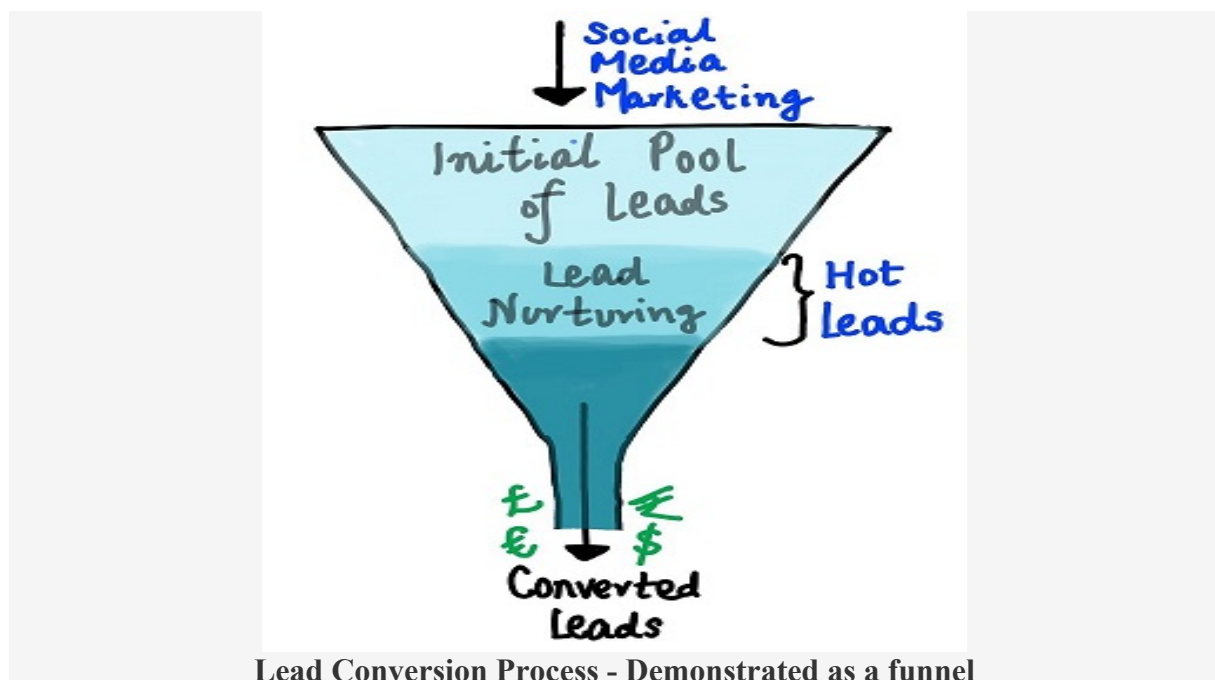 Social
Media
Marketing
Initial Pool
of Leads
Lead
Nurturing
Hot
Leads
£ ₹
€ $
Converted
Leads
Lead Conversion Process - Demonstrated as a funnel